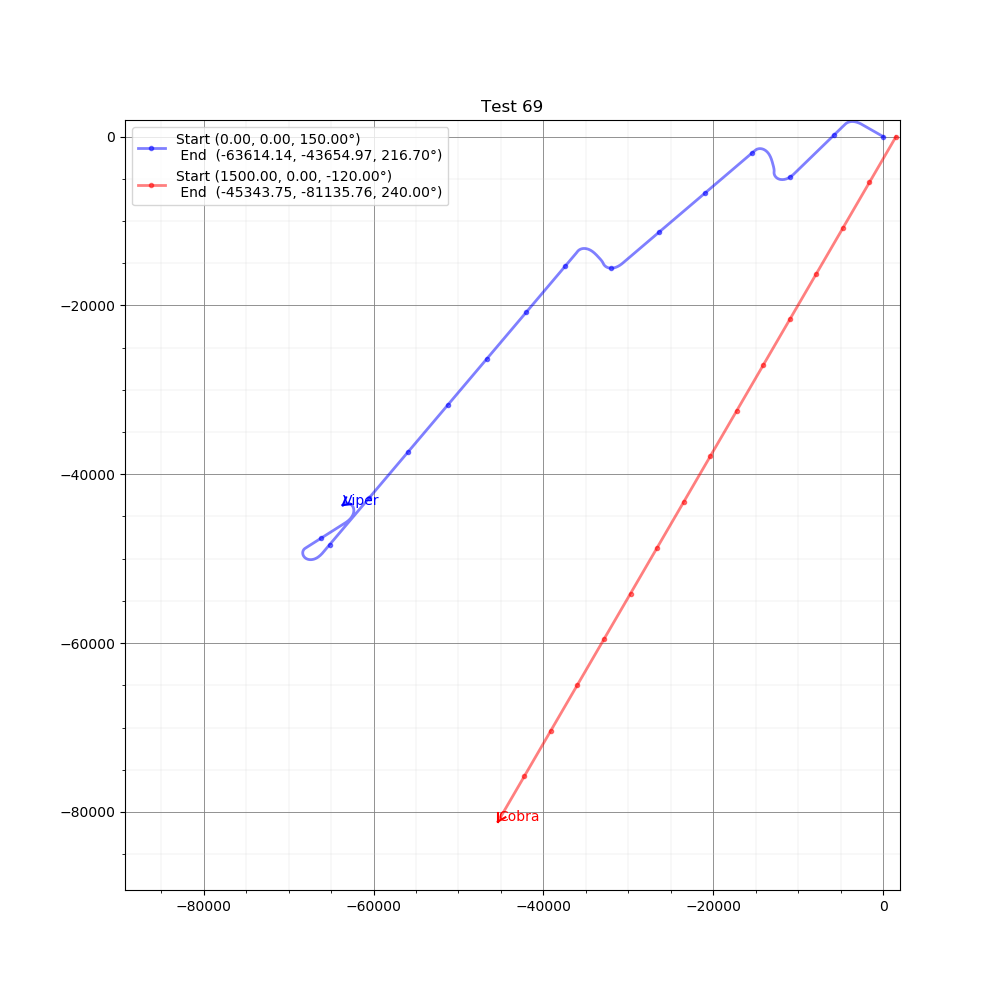 Test 69
Start (0.00, 0.00, 150.00°)
End (-63614.14, -43654.97, 216.70°)
Start (1500.00, 0.00, -120.00°)
End (-45343.75, -81135.76, 240.00°)
0
−20000
−40000
−60000
−80000
Viper
Cobra
−80000 −60000 −40000 −20000 0